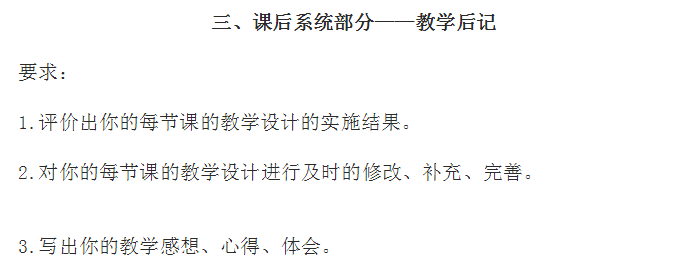 三、课后系统部分——教学后记
要求：
1.评价出你的每节课的教学设计的实施结果。
2.对你的每节课的教学设计进行及时的修改、补充、完善。
3.写出你的教学感想、心得、体会。